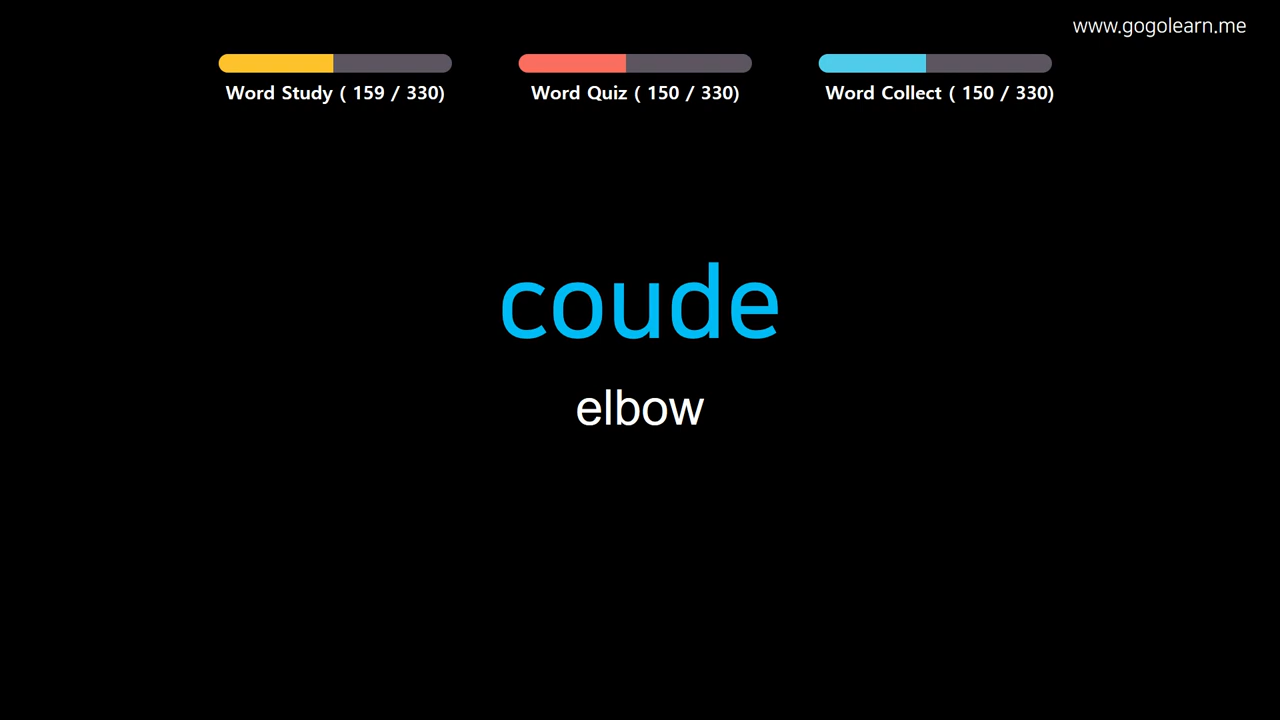 www.gogolearn.me
Word Study ( 159 / 330)
Word Quiz ( 150 / 330)
Word Collect ( 150 / 330)
coude
elbow